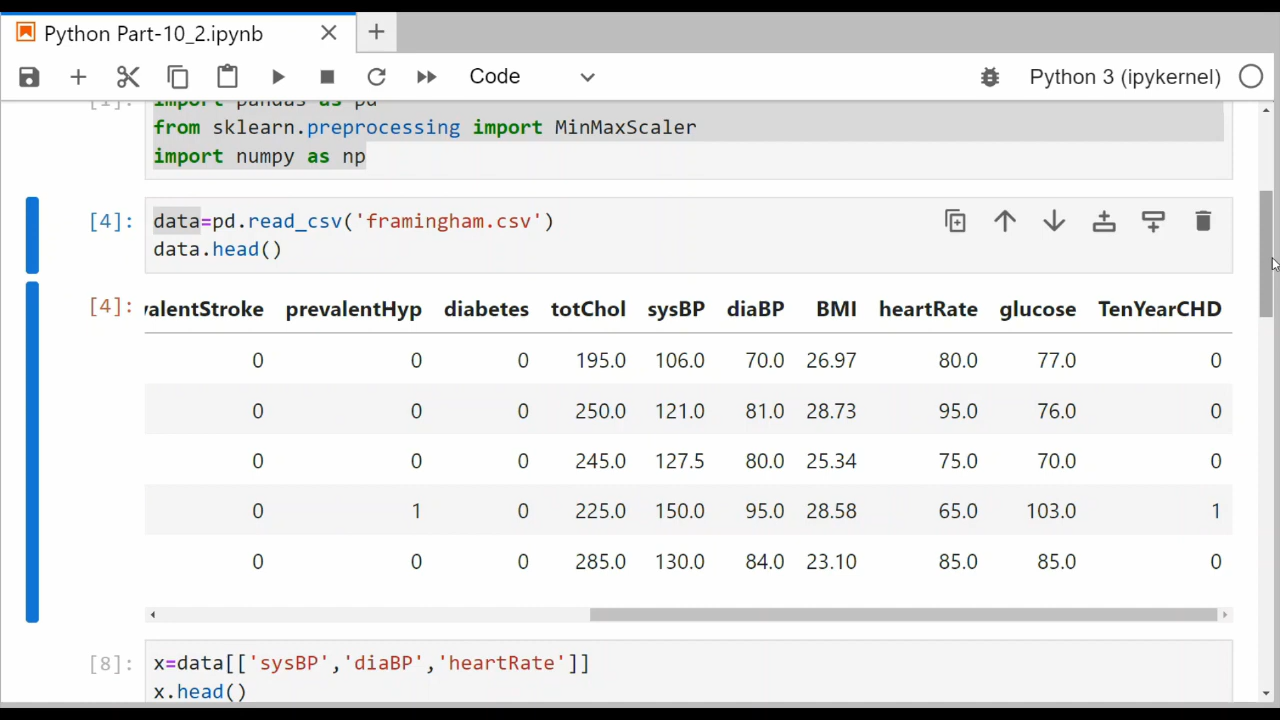 Python Part-10_2.ipynb
Code
Python 3 (ipykernel)
[1]: import pandas as pd
from sklearn.preprocessing import MinMaxScaler
import numpy as np
[4]: data=pd.read_csv('framingham.csv')
data.head()
[4]: valentStroke prevalentHyp diabetes totChol sysBP diaBP BMI heartRate glucose TenYearCHD
0 0 0 195.0 106.0 70.0 26.97 80.0 77.0 0
0 0 0 250.0 121.0 81.0 28.73 95.0 76.0 0
0 0 0 245.0 127.5 80.0 25.34 75.0 70.0 0
0 1 0 225.0 150.0 95.0 28.58 65.0 103.0 1
0 0 0 285.0 130.0 84.0 23.10 85.0 85.0 0
[8]: x=data[['sysBP','diaBP','heartRate']]
x.head()